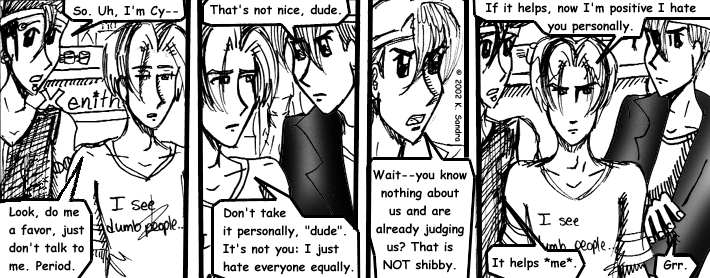 So. Uh, I'm Cy--
enith
I see
dumb people..
Look, do me
a favor, just
don't talk to
me. Period.
That's not nice, dude.
Don't take
it personally, "dude".
It's not you: I just
hate everyone equally.
© 2002 K. Sandra
Wait--you know
nothing about
us and are
already judging
us? That is
NOT shibby.
If it helps, now I'm positive I hate
you personally.
I see
dumb people..
It helps *me*.
Grr.